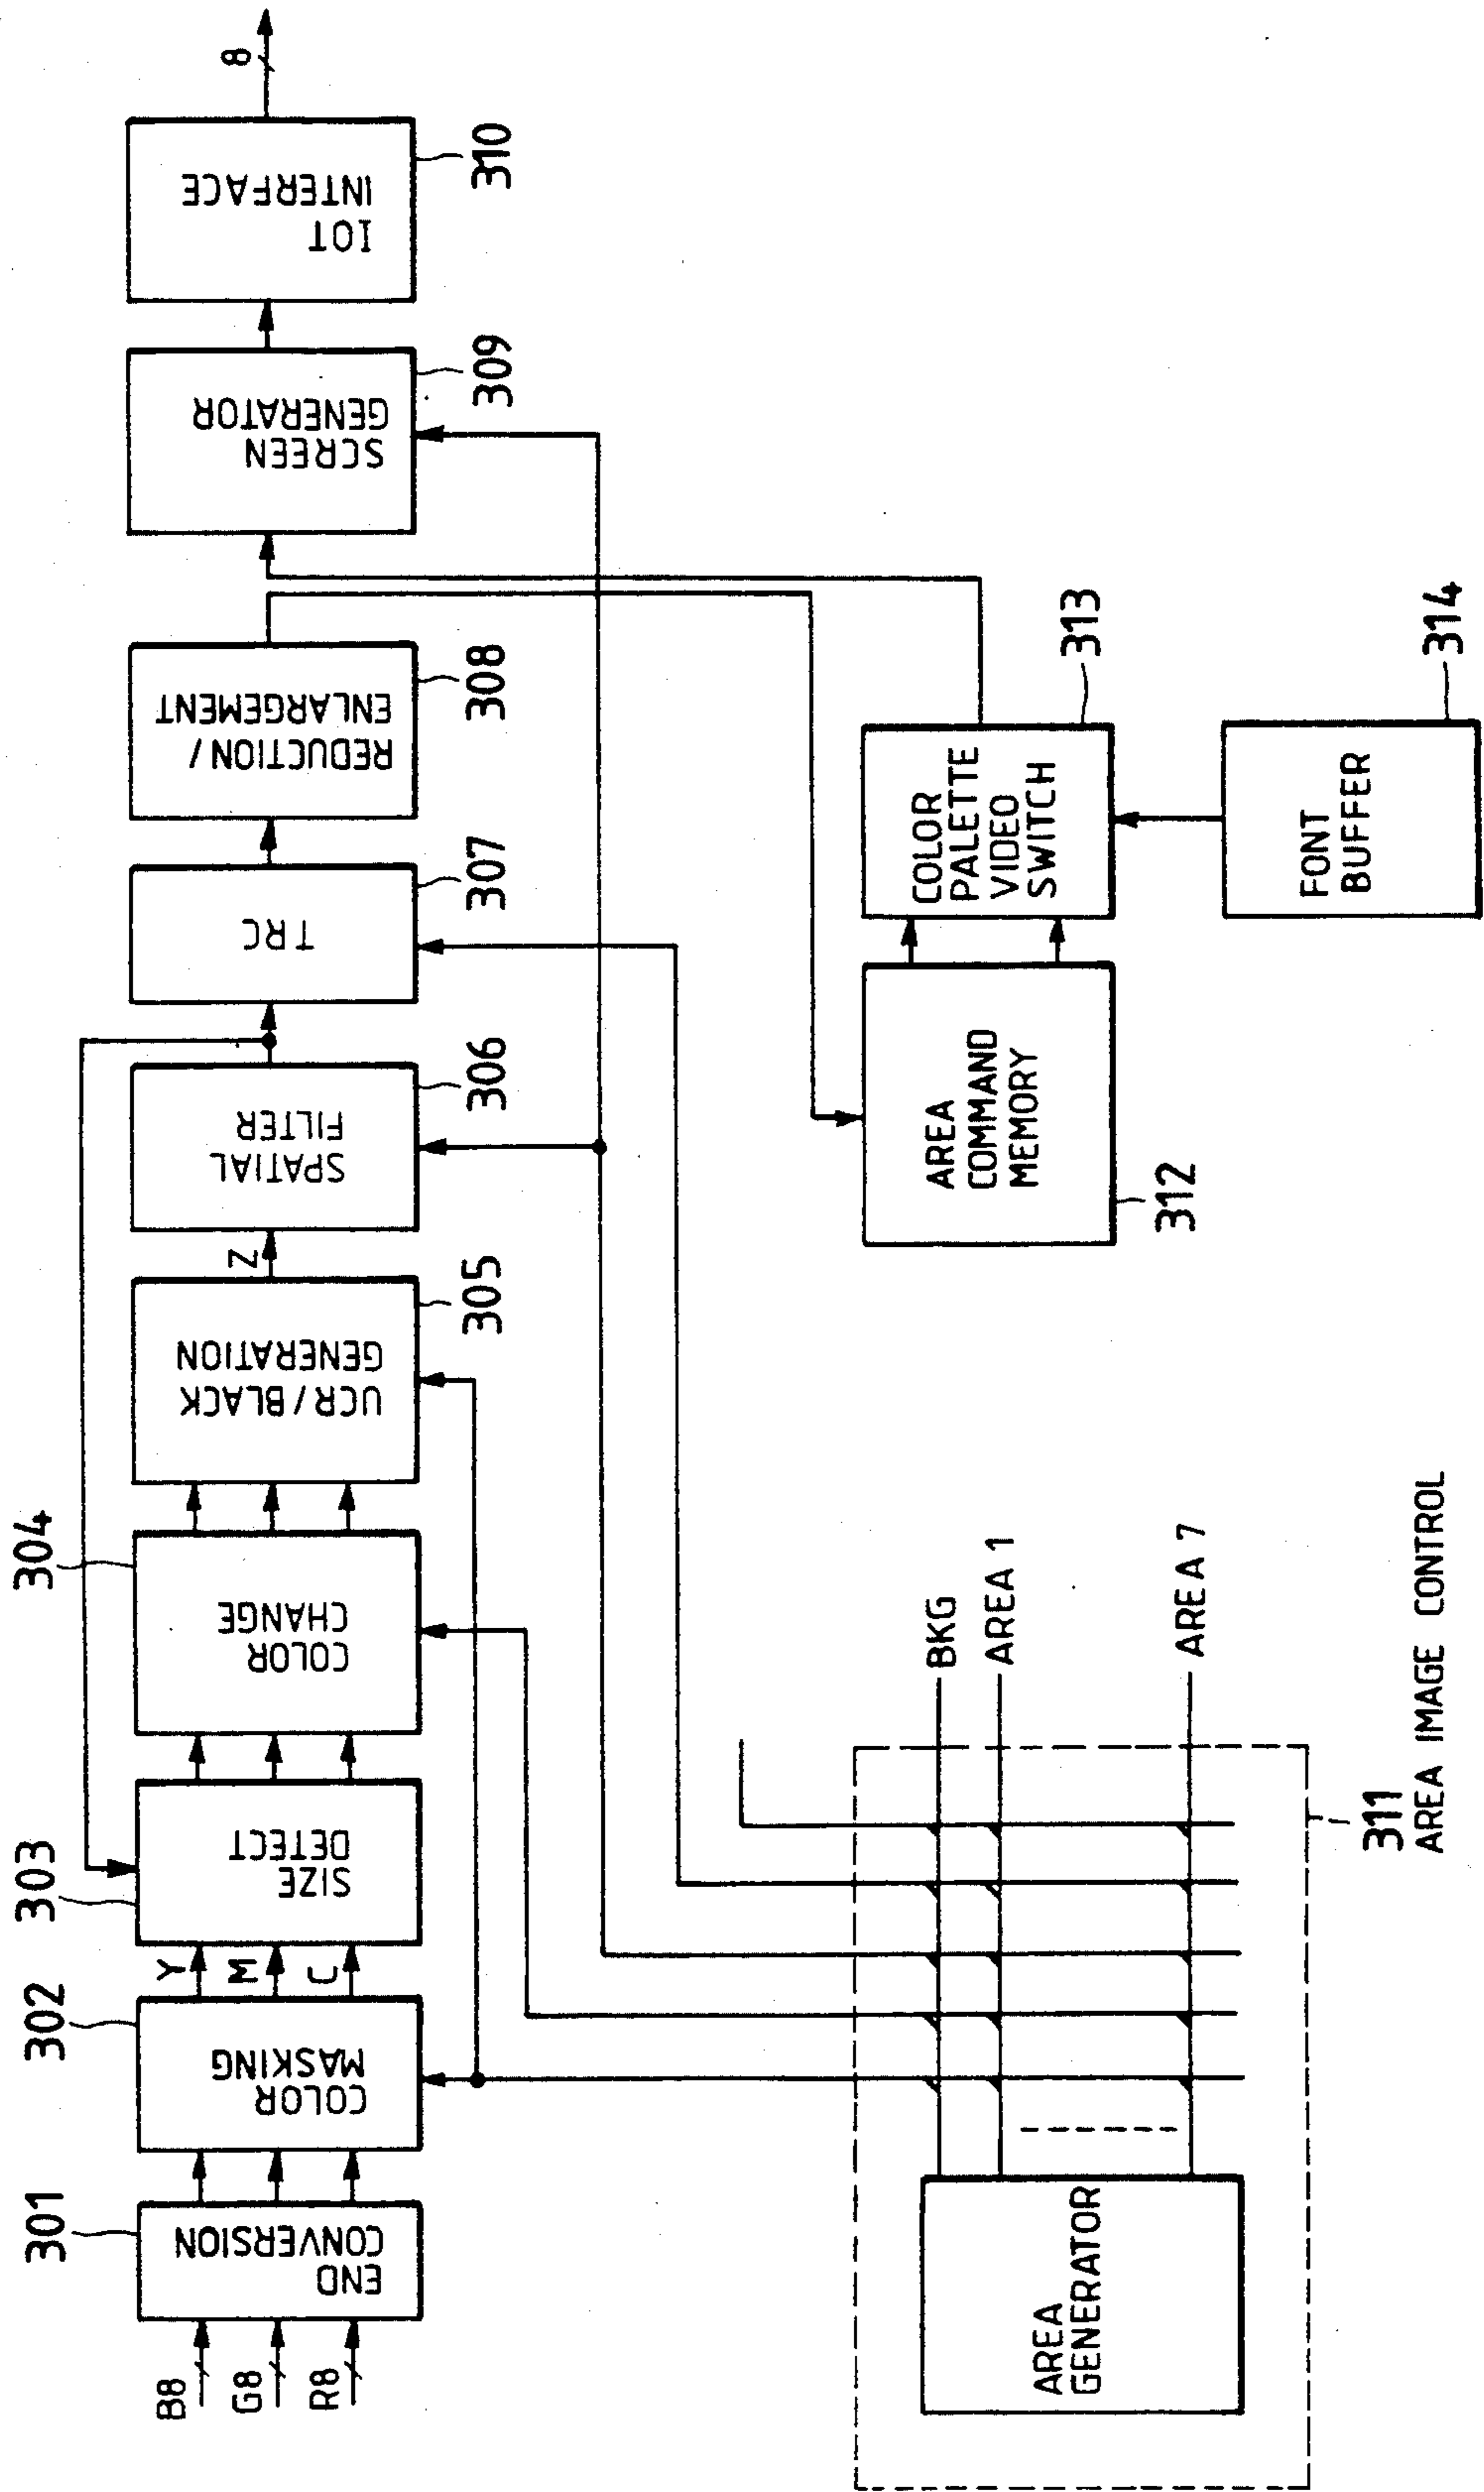 301
302
303
304
B8
G8
R8
END
CONVERSION
COLOR
MASKING
Y
M
C
SIZE
DETECT
COLOR
CHANGE
UCR/BLACK
GENERATION
305
Z
SPATIAL
FILTER
306
TRC
307
REDUCTION/
ENLARGEMENT
308
SCREEN
GENERATOR
309
IOT
INTERFACE
310
8
AREA
GENERATOR
BKG
AREA 1
AREA 7
311
AREA IMAGE CONTROL
AREA
COMMAND
MEMORY
312
COLOR
PALETTE
VIDEO
SWITCH
313
FONT
BUFFER
314